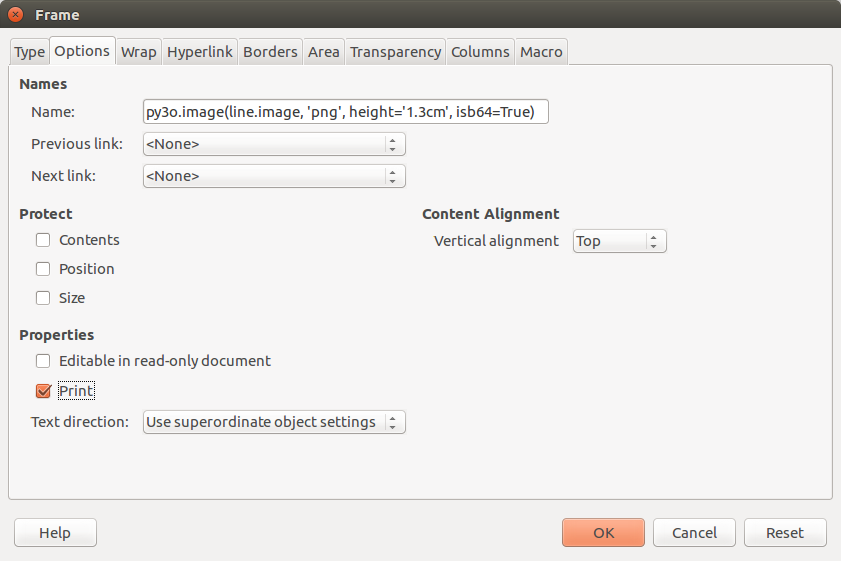 Frame
Type Options Wrap Hyperlink Borders Area Transparency Columns Macro
Names
Name: py3o.image(line.image, 'png', height='1.3cm', isb64=True)
Previous link: <None>
Next link: <None>
Protect Content Alignment
Contents Vertical alignment Top
Position
Size
Properties
Editable in read-only document
Print
Text direction: Use superordinate object settings
Help OK Cancel Reset